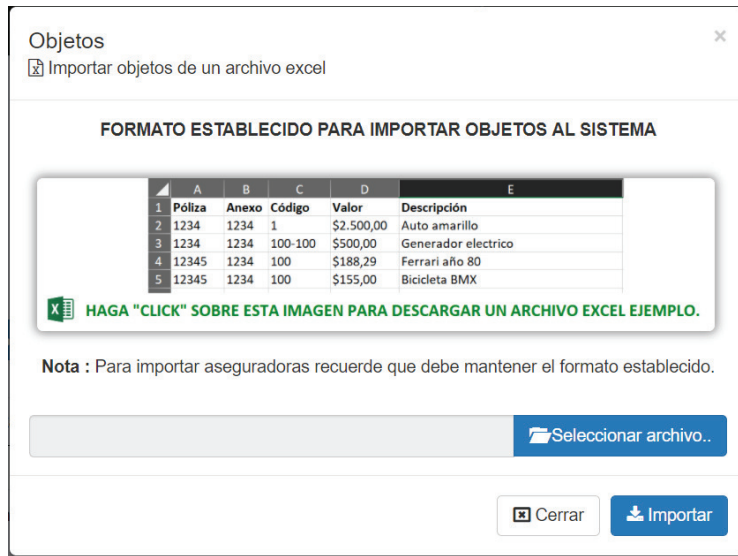 Objetos
×
Importar objetos de un archivo excel
FORMATO ESTABLECIDO PARA IMPORTAR OBJETOS AL SISTEMA
A B C D E
1 Póliza Anexo Código Valor Descripción
2 1234 1234 1 $2.500,00 Auto amarillo
3 1234 1234 100-100 $500,00 Generador electrico
4 12345 1234 100 $188,29 Ferrari año 80
5 12345 1234 100 $155,00 Bicicleta BMX
HAGA "CLICK" SOBRE ESTA IMAGEN PARA DESCARGAR UN ARCHIVO EXCEL EJEMPLO.
Nota : Para importar aseguradoras recuerde que debe mantener el formato establecido.
Seleccionar archivo..
Cerrar
Importar